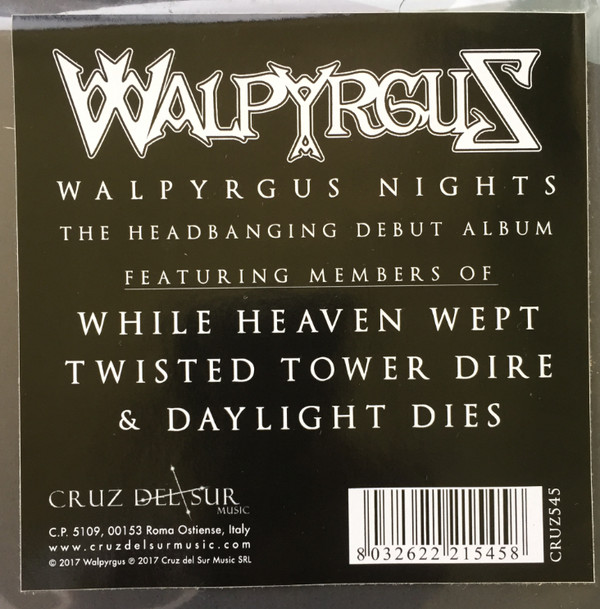 WALPYRGUS
WALPYRGUS NIGHTS
THE HEADBANGING DEBUT ALBUM
FEATURING MEMBERS OF
WHILE HEAVEN WEPT
TWISTED TOWER DIRE
& DAYLIGHT DIES
CRUZ DEL SUR
MUSIC
C.P. 5109, 00153 Roma Ostiense, Italy
www.cruzdelsurmusic.com
© 2017 Walpyrgus ℗ 2017 Cruz del Sur Music SRL
8 032622 215458
CRUZ545